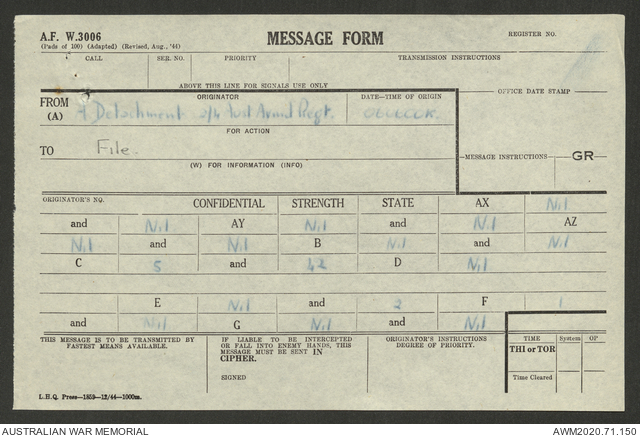 A.F. W.3006
(Pads of 100) (Adapted) (Revised, Aug., '44)
MESSAGE FORM
REGISTER NO.
CALL SER. NO. PRIORITY TRANSMISSION INSTRUCTIONS
ABOVE THIS LINE FOR SIGNALS USE ONLY
OFFICE DATE STAMP
ORIGINATOR DATE-TIME OF ORIGIN
FROM
(A) Detachment 2/4 Aust Armd Regt.
FOR ACTION
TO File.
(W) FOR INFORMATION (INFO)
MESSAGE INSTRUCTIONS GR
ORIGINATOR'S NO. CONFIDENTIAL STRENGTH STATE AX Nil
and Nil AY Nil and Nil AZ
Nil and Nil B Nil and Nil
C 5 and 42 D Nil
E Nil and 2 F 1
and Nil G Nil and Nil
THIS MESSAGE IS TO BE TRANSMITTED BY
FASTEST MEANS AVAILABLE.
IF LIABLE TO BE INTERCEPTED
OR FALL INTO ENEMY HANDS, THIS
MESSAGE MUST BE SENT IN
CIPHER.
SIGNED
ORIGINATOR'S INSTRUCTIONS
DEGREE OF PRIORITY.
TIME System OP
THI or TOR
Time Cleared
L.H.Q. Press—1859—12/44—1000m.
AUSTRALIAN WAR MEMORIAL AWM2020.71.150